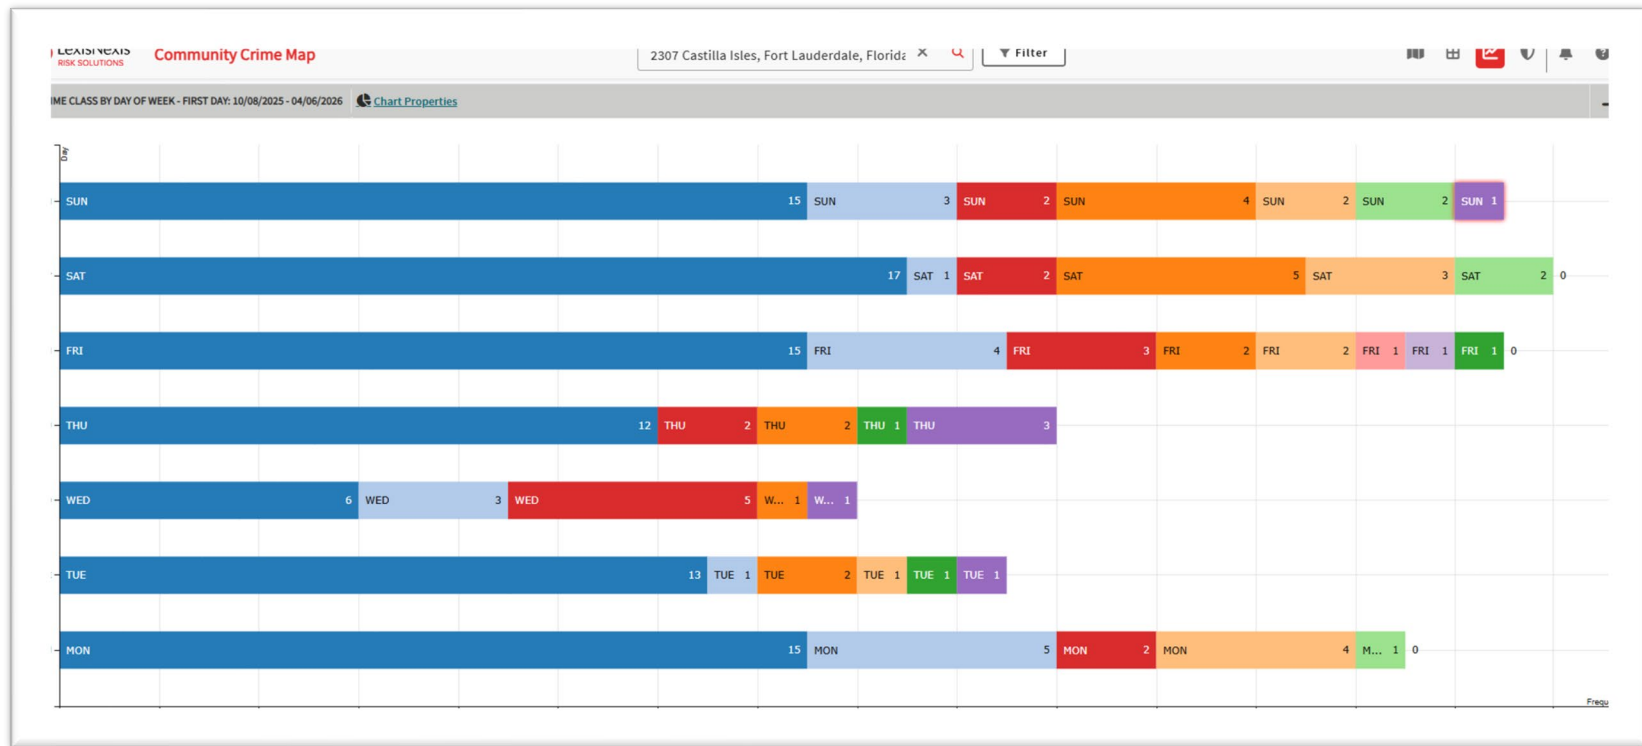 LexisNexis
RISK SOLUTIONS
Community Crime Map
2307 Castilla Isles, Fort Lauderdale, Florida
Filter
IME CLASS BY DAY OF WEEK - FIRST DAY: 10/08/2025 - 04/06/2026 Chart Properties
Day
SUN 15 SUN 3 SUN 2 SUN 4 SUN 2 SUN 2 SUN 1
SAT 17 SAT 1 SAT 2 SAT 5 SAT 3 SAT 2 0
FRI 15 FRI 4 FRI 3 FRI 2 FRI 2 FRI 1 FRI 1 FRI 1 0
THU 12 THU 2 THU 2 THU 1 THU 3
WED 6 WED 3 WED 5 W... 1 W... 1
TUE 13 TUE 1 TUE 2 TUE 1 TUE 1 TUE 1
MON 15 MON 5 MON 2 MON 4 M... 1 0
Frequ